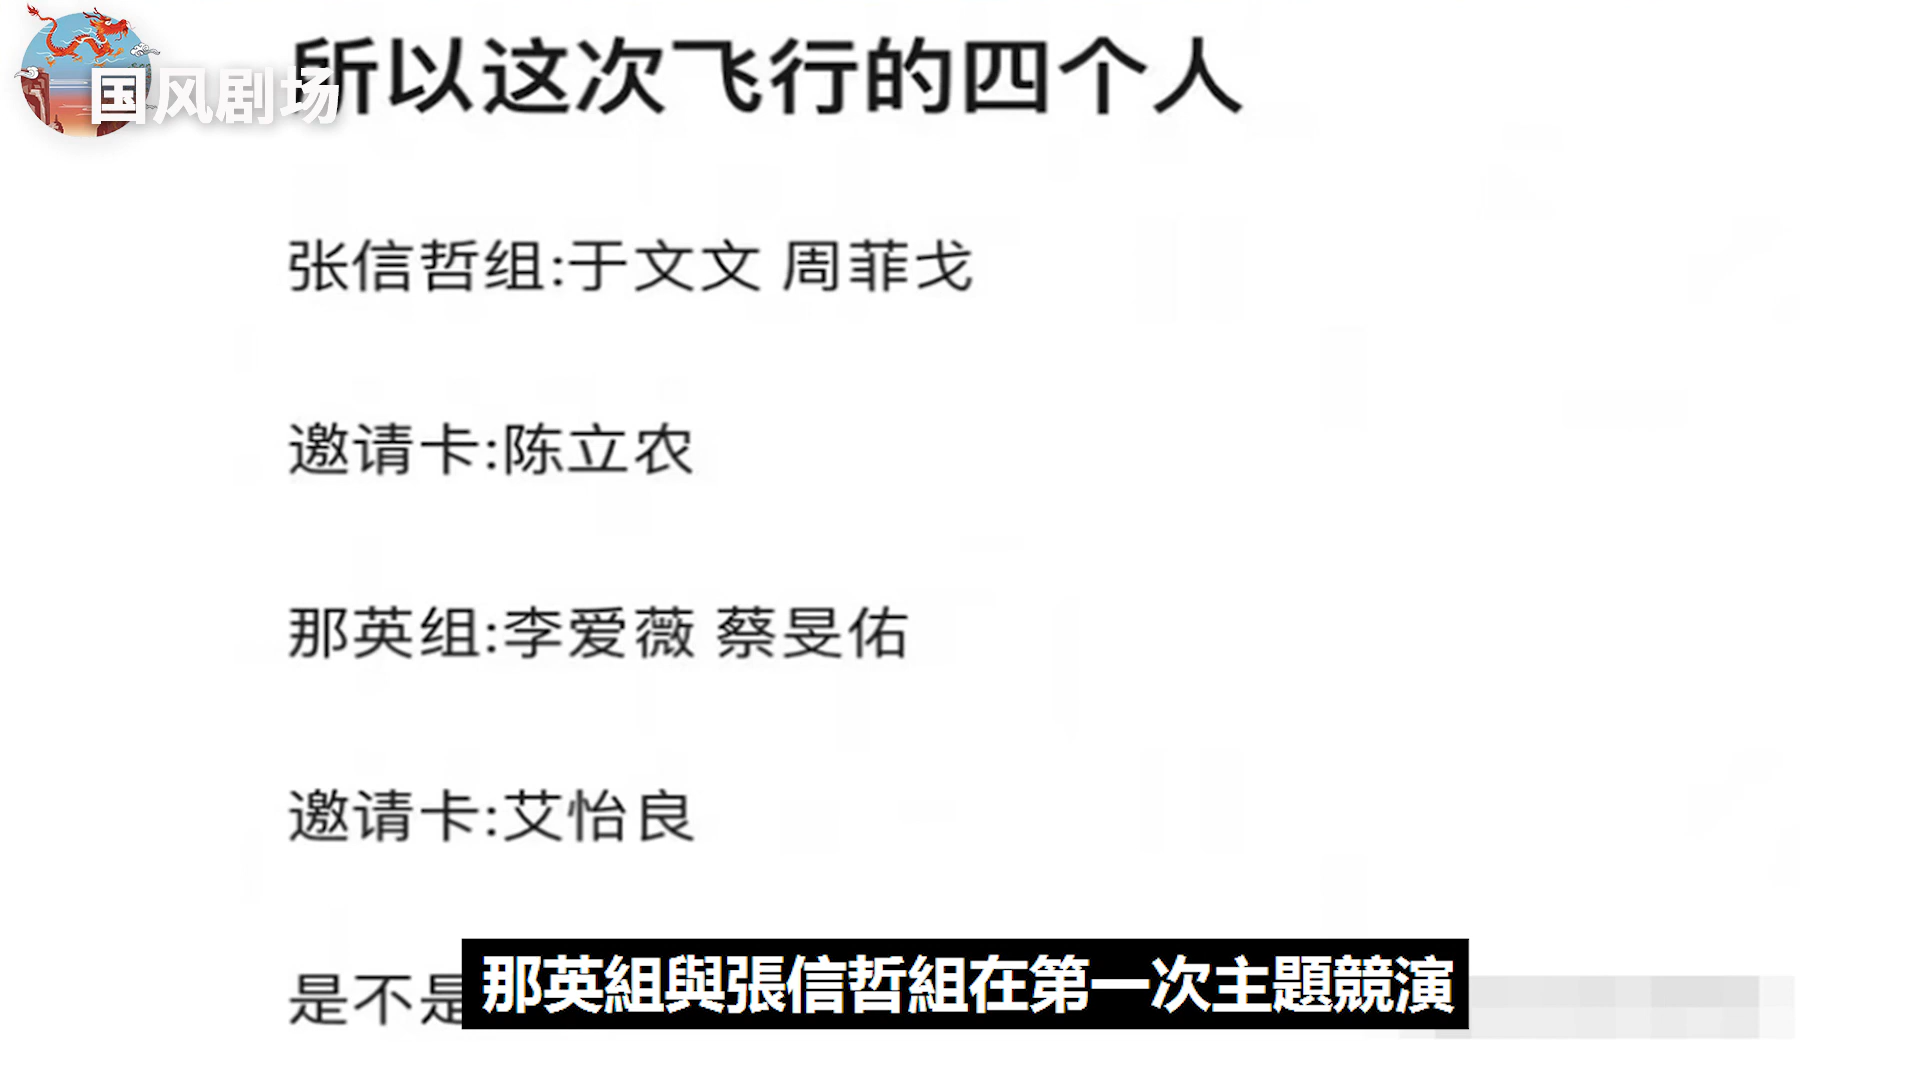 国风剧场
所以这次飞行的四个人
张信哲组:于文文 周菲戈
邀请卡:陈立农
那英组:李爱薇 蔡旻佑
邀请卡:艾怡良
是不是
那英組與張信哲組在第一次主題競演